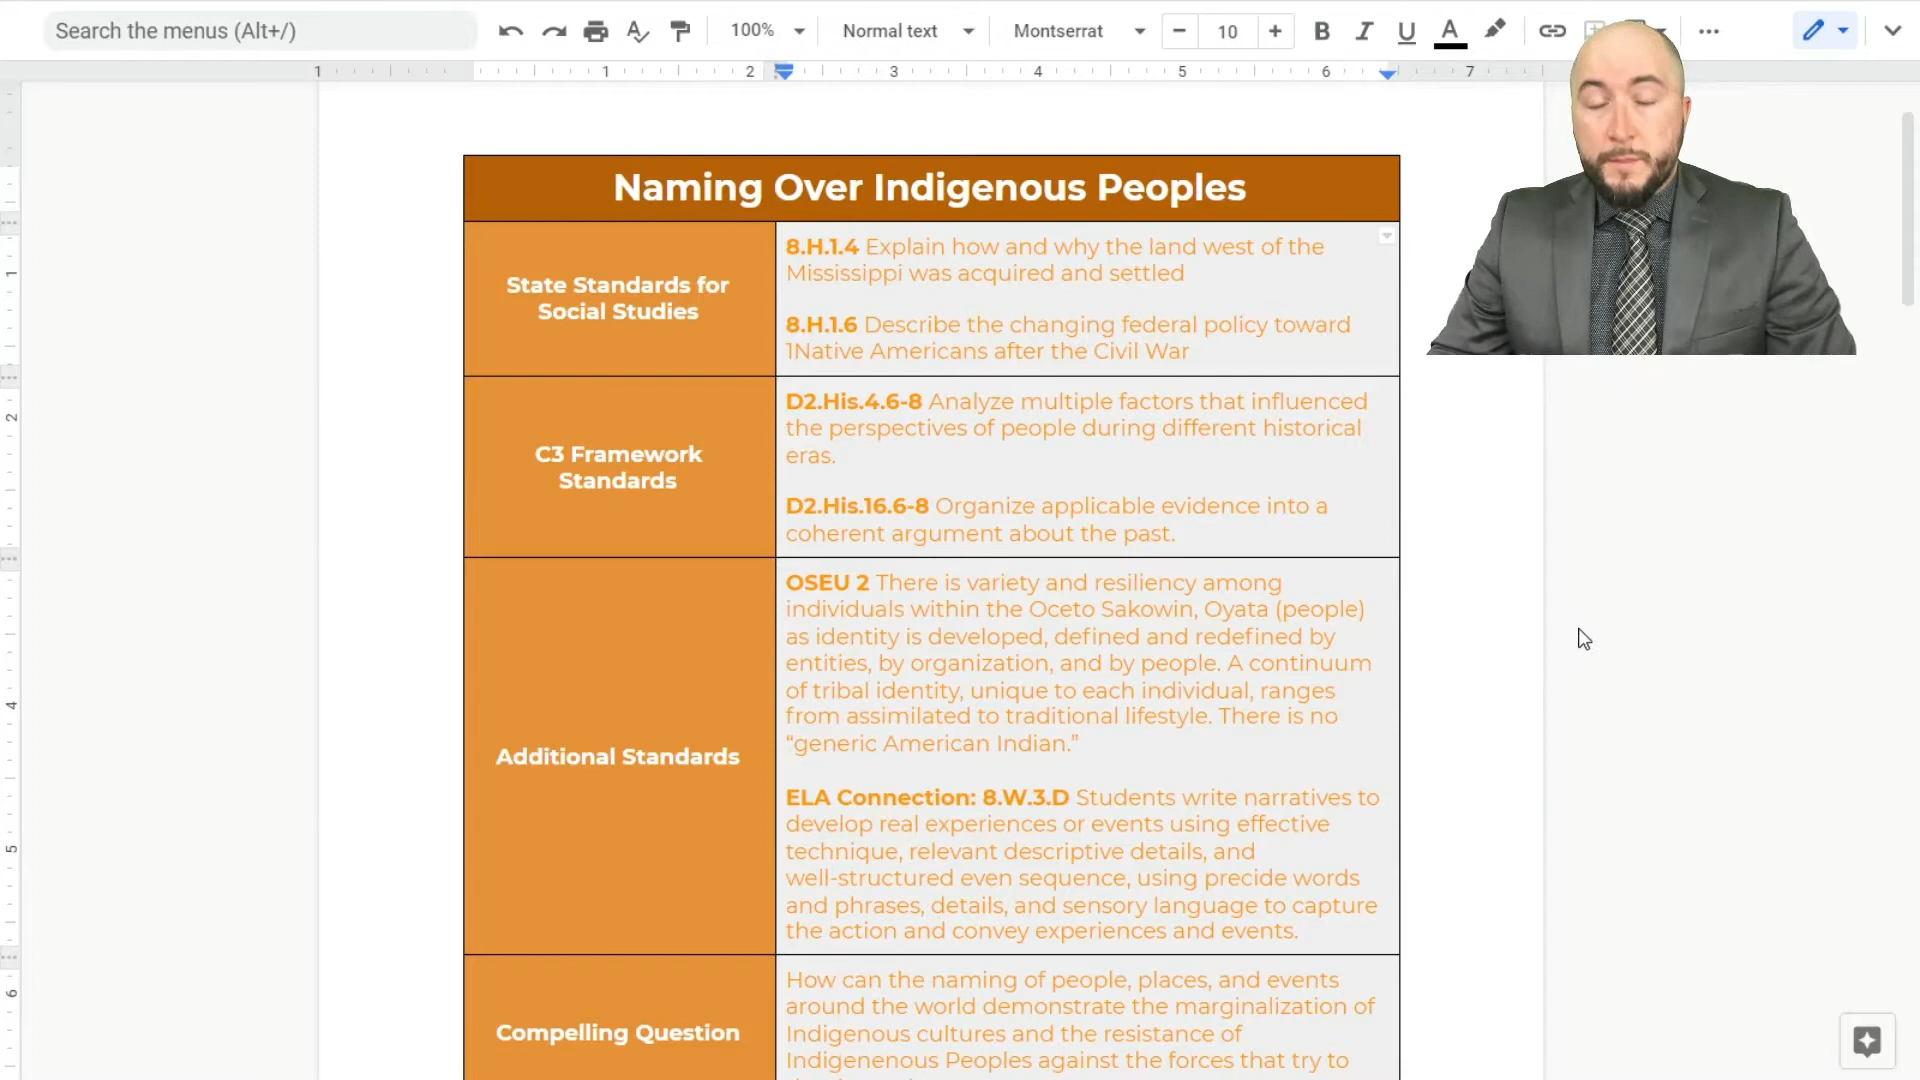 Search the menus (Alt+/)
100%
Normal text
Montserrat
10
B
I
U
A
1
1
2
3
4
5
6
7
1
2
4
5
6
Naming Over Indigenous Peoples
State Standards for
Social Studies
8.H.1.4 Explain how and why the land west of the
Mississippi was acquired and settled
8.H.1.6 Describe the changing federal policy toward
1Native Americans after the Civil War
C3 Framework
Standards
D2.His.4.6-8 Analyze multiple factors that influenced
the perspectives of people during different historical
eras.
D2.His.16.6-8 Organize applicable evidence into a
coherent argument about the past.
Additional Standards
OSEU 2 There is variety and resiliency among
individuals within the Oceto Sakowin, Oyata (people)
as identity is developed, defined and redefined by
entities, by organization, and by people. A continuum
of tribal identity, unique to each individual, ranges
from assimilated to traditional lifestyle. There is no
“generic American Indian.”
ELA Connection: 8.W.3.D Students write narratives to
develop real experiences or events using effective
technique, relevant descriptive details, and
well-structured even sequence, using precide words
and phrases, details, and sensory language to capture
the action and convey experiences and events.
Compelling Question
How can the naming of people, places, and events
around the world demonstrate the marginalization of
Indigenous cultures and the resistance of
Indigenenous Peoples against the forces that try to